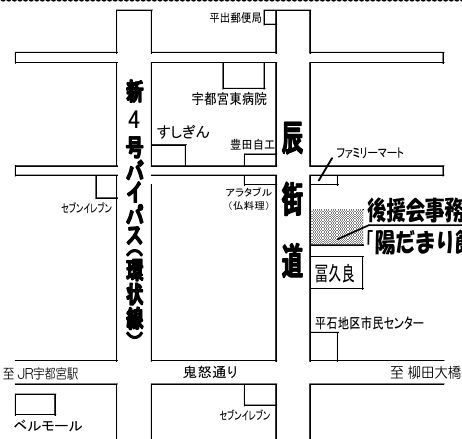 平出郵便局
宇都宮東病院
新4号バイパス(環状線)
すしぎん
豊田自工
辰街道
ファミリーマート
セブンイレブン
アラタブル
(仏料理)
後援会事務
「陽だまり
冨久良
平石地区市民センター
至 JR宇都宮駅
鬼怒通り
至 柳田大橋
ベルモール
セブンイレブン